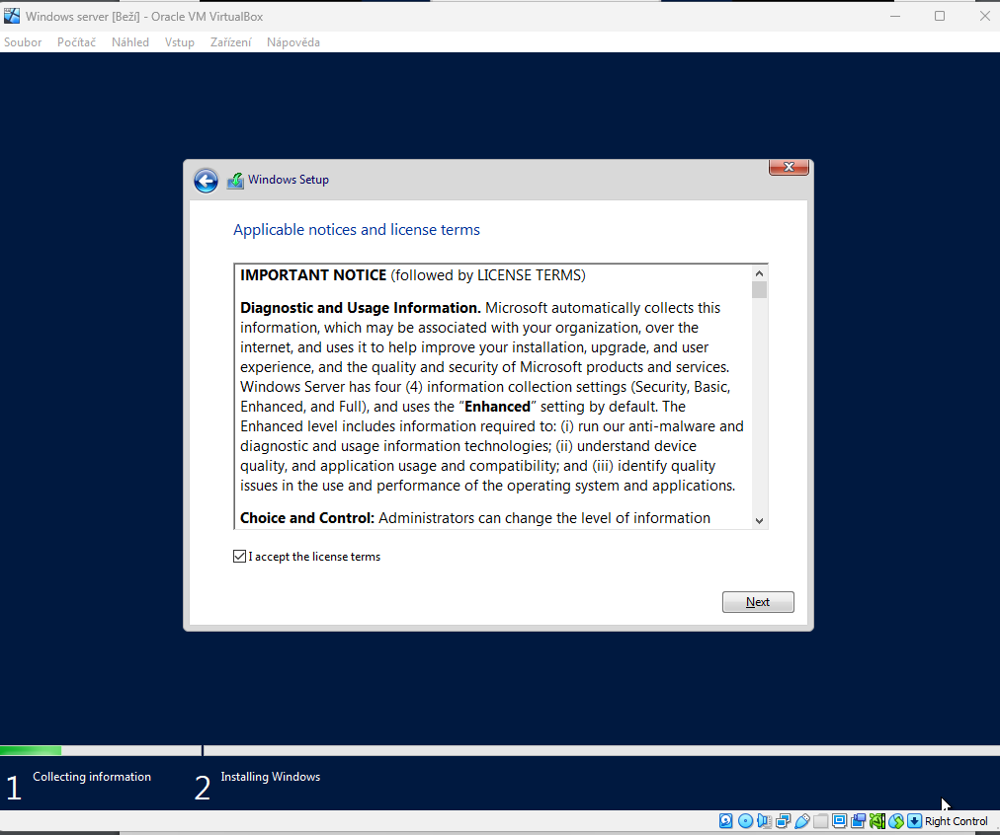 Windows server [Beží] - Oracle VM VirtualBox
Soubor Počítač Náhled Vstup Zařízení Nápověda
Windows Setup
Applicable notices and license terms
IMPORTANT NOTICE (followed by LICENSE TERMS)
Diagnostic and Usage Information. Microsoft automatically collects this
information, which may be associated with your organization, over the
internet, and uses it to help improve your installation, upgrade, and user
experience, and the quality and security of Microsoft products and services.
Windows Server has four (4) information collection settings (Security, Basic,
Enhanced, and Full), and uses the “Enhanced” setting by default. The
Enhanced level includes information required to: (i) run our anti-malware and
diagnostic and usage information technologies; (ii) understand device
quality, and application usage and compatibility; and (iii) identify quality
issues in the use and performance of the operating system and applications.
Choice and Control: Administrators can change the level of information
I accept the license terms
Next
1 Collecting information 2 Installing Windows
Right Control